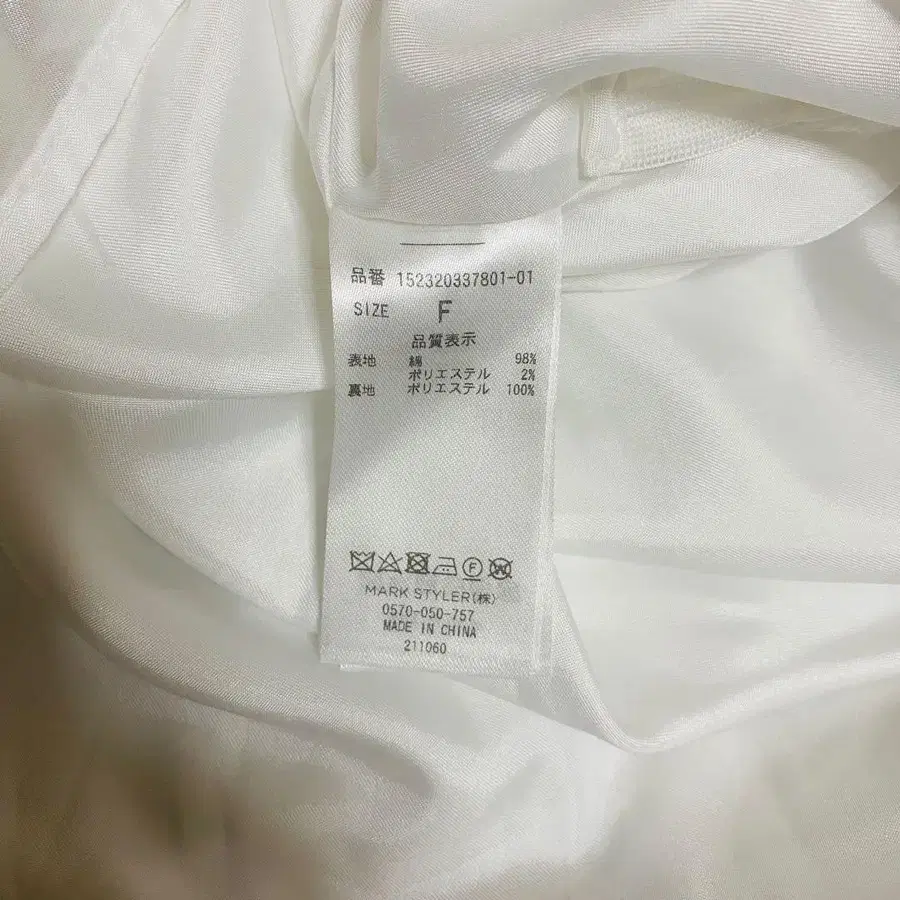 品番 152320337801-01
SIZE F
品質表示
表地 綿 98%
ポリエステル 2%
裏地 ポリエステル 100%
F W
MARK STYLER(株)
0570-050-757
MADE IN CHINA
211060